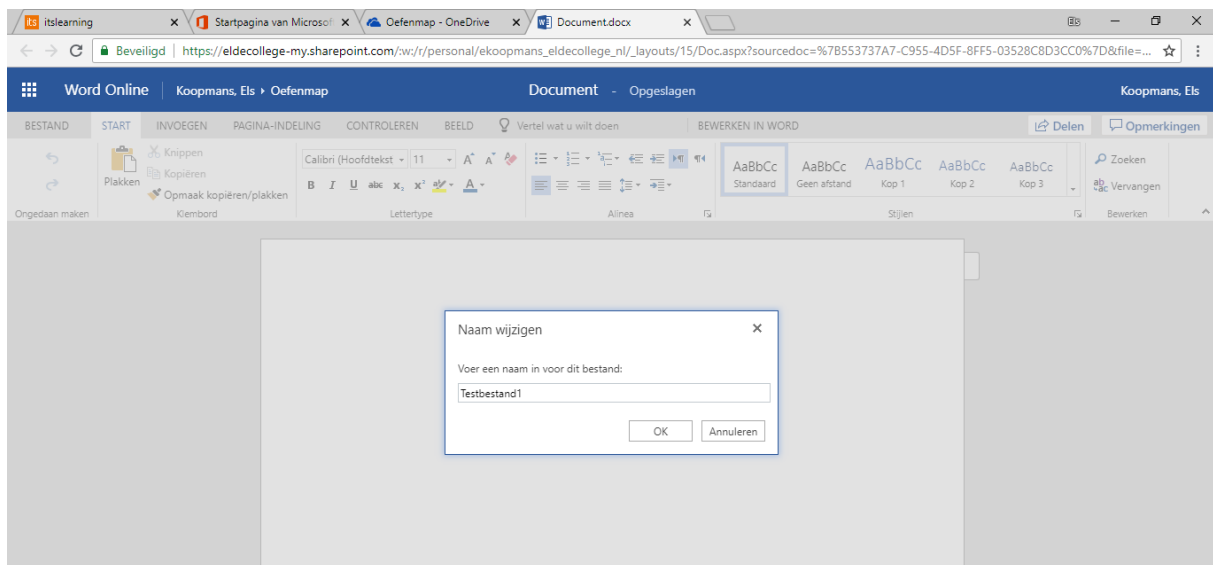 its itslearning
Startpagina van Microsof
Oefenmap - OneDrive
Document.docx
Beveiligd https://eldecollege-my.sharepoint.com/:w:/r/personal/ekoopmans_eldecollege_nl/_layouts/15/Doc.aspx?sourcedoc=%7B553737A7-C955-4D5F-8FF5-03528C8D3CC0%7D&file=...
Word Online Koopmans, Els ▸ Oefenmap Document - Opgeslagen Koopmans, Els
BESTAND START INVOEGEN PAGINA-INDELING CONTROLEREN BEELD Vertel wat u wilt doen BEWERKEN IN WORD Delen Opmerkingen
Plakken
Knippen
Kopiëren
Opmaak kopiëren/plakken
Calibri (Hoofdtekst 11
B I U abc x₂ x² A
AaBbCc AaBbCc AaBbCc AaBbCc AaBbCc
Standaard Geen afstand Kop 1 Kop 2 Kop 3
Zoeken
Vervangen
Ongedaan maken Klembord Lettertype Alinea Stijlen Bewerken
Naam wijzigen
Voer een naam in voor dit bestand:
Testbestand1
OK Annuleren